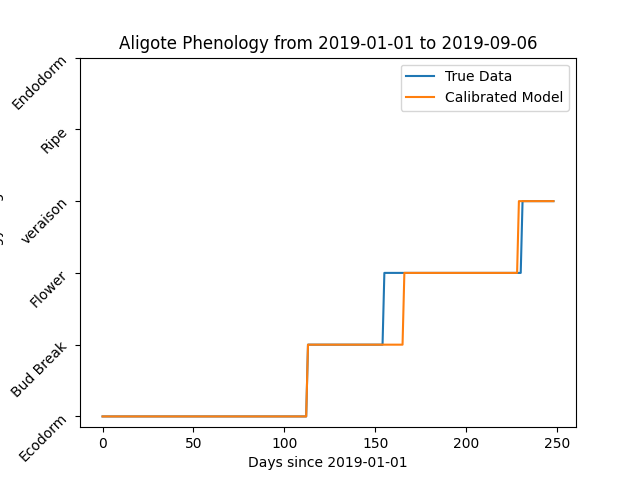 Aligote Phenology from 2019-01-01 to 2019-09-06
True Data
Calibrated Model
Endodorm
Ripe
veraison
Flower
Bud Break
Ecodorm
0 50 100 150 200 250
Days since 2019-01-01